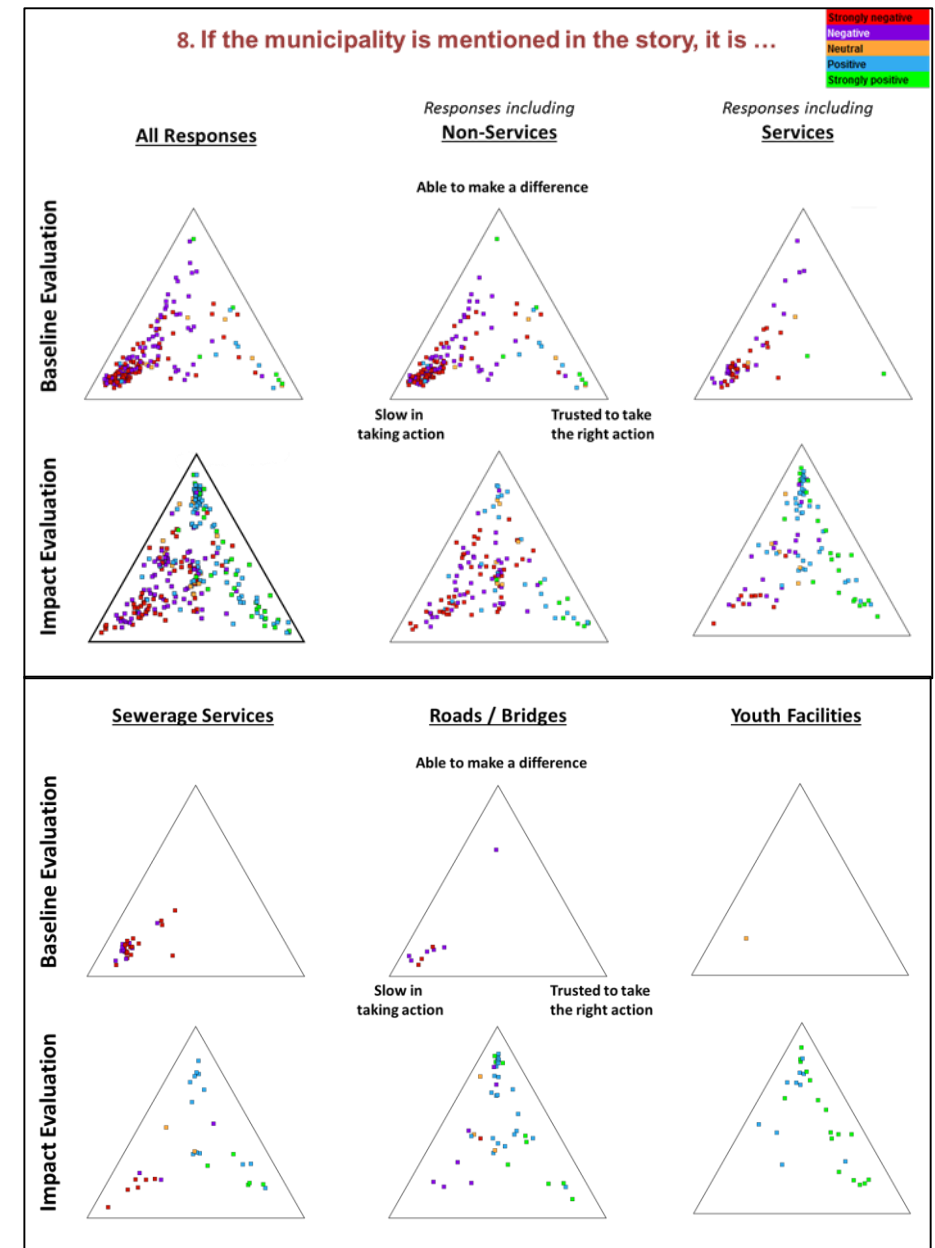 8. If the municipality is mentioned in the story, it is ...
Strongly negative
Negative
Neutral
Positive
Strongly positive
All Responses
Responses including
Non-Services
Responses including
Services
Baseline Evaluation
Able to make a difference
Slow in
taking action
Trusted to take
the right action
Impact Evaluation
Sewerage Services
Roads / Bridges
Youth Facilities
Baseline Evaluation
Able to make a difference
Slow in
taking action
Trusted to take
the right action
Impact Evaluation